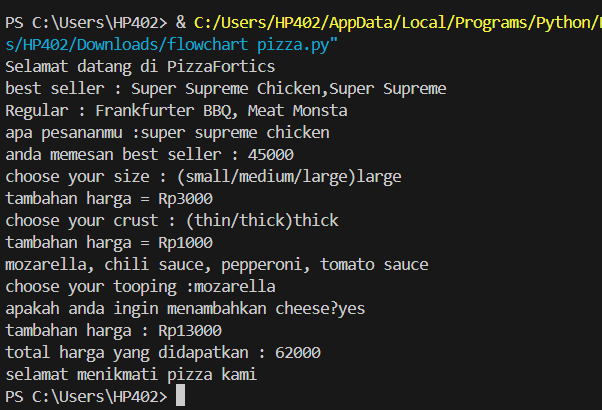 PS C:\Users\HP402> & C:/Users/HP402/AppData/Local/Programs/Python/
s/HP402/Downloads/flowchart pizza.py"
Selamat datang di PizzaFortics
best seller : Super Supreme Chicken,Super Supreme
Regular : Frankfurter BBQ, Meat Monsta
apa pesananmu :super supreme chicken
anda memesan best seller : 45000
choose your size : (small/medium/large)large
tambahan harga = Rp3000
choose your crust : (thin/thick)thick
tambahan harga = Rp1000
mozarella, chili sauce, pepperoni, tomato sauce
choose your tooping :mozarella
apakah anda ingin menambahkan cheese?yes
tambahan harga : Rp13000
total harga yang didapatkan : 62000
selamat menikmati pizza kami
PS C:\Users\HP402>